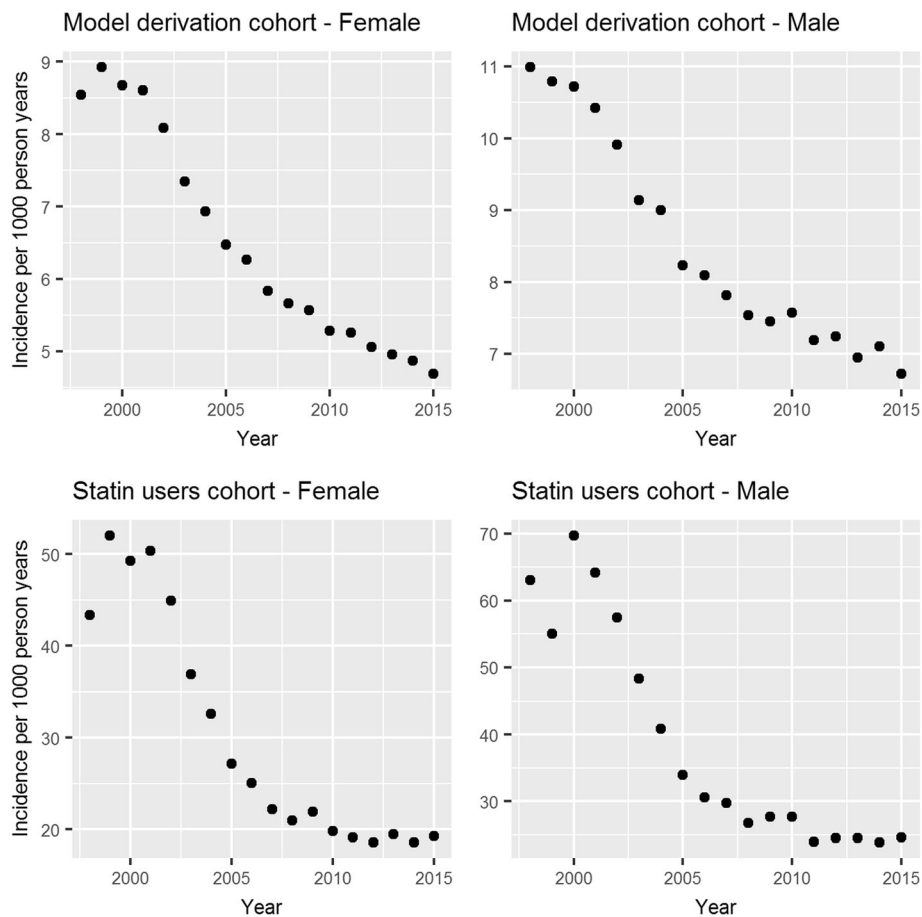 Model derivation cohort - Female
Incidence per 1000 person years
9
8
7
6
5
2000 2005 2010 2015
Year
Model derivation cohort - Male
11
10
9
8
7
2000 2005 2010 2015
Year
Statin users cohort - Female
Incidence per 1000 person years
50
40
30
20
2000 2005 2010 2015
Year
Statin users cohort - Male
70
60
50
40
30
2000 2005 2010 2015
Year